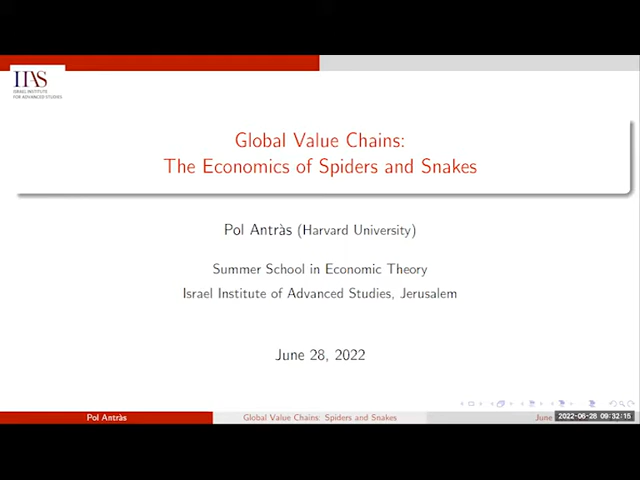 IIAS
ISRAEL INSTITUTE
FOR ADVANCED STUDIES
Global Value Chains:
The Economics of Spiders and Snakes
Pol Antràs (Harvard University)
Summer School in Economic Theory
Israel Institute of Advanced Studies, Jerusalem
June 28, 2022
Pol Antràs
Global Value Chains: Spiders and Snakes
June
2022-06-28 09:32:15